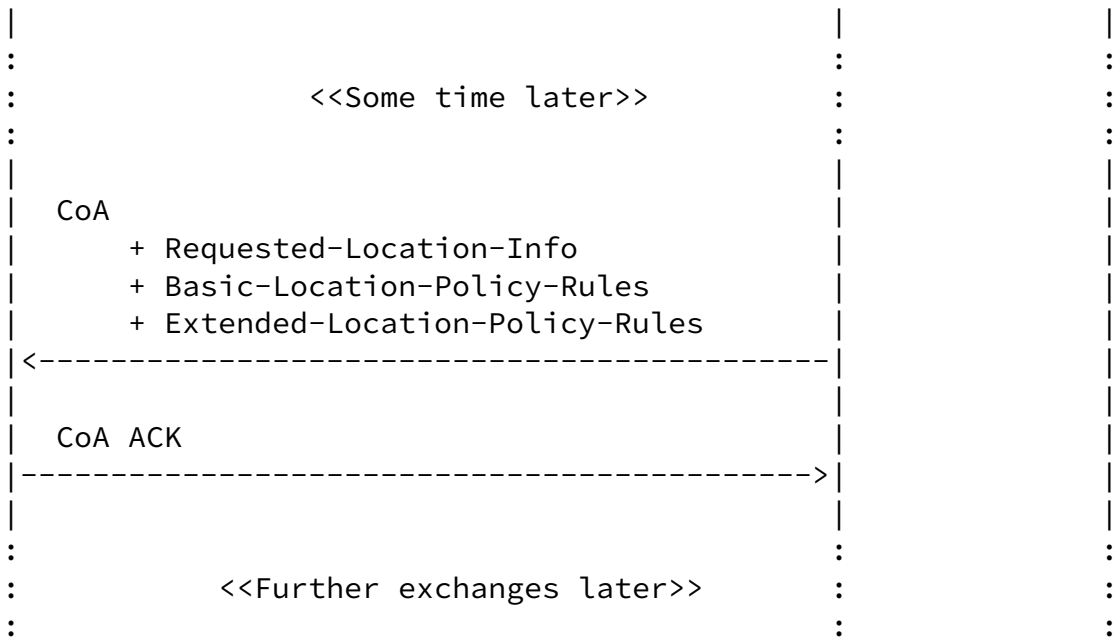 |                                             |              |
:                                             :              :
:                <<Some time later>>          :              :
:                                             :              :
|                                             |              |
|  CoA                                        |              |
|      + Requested-Location-Info              |              |
|      + Basic-Location-Policy-Rules          |              |
|      + Extended-Location-Policy-Rules       |              |
|<--------------------------------------------|              |
|                                             |              |
|  CoA ACK                                    |              |
|-------------------------------------------->|              |
|                                             |              |
:                                             :              :
:           <<Further exchanges later>>       :              :
:                                             :              :